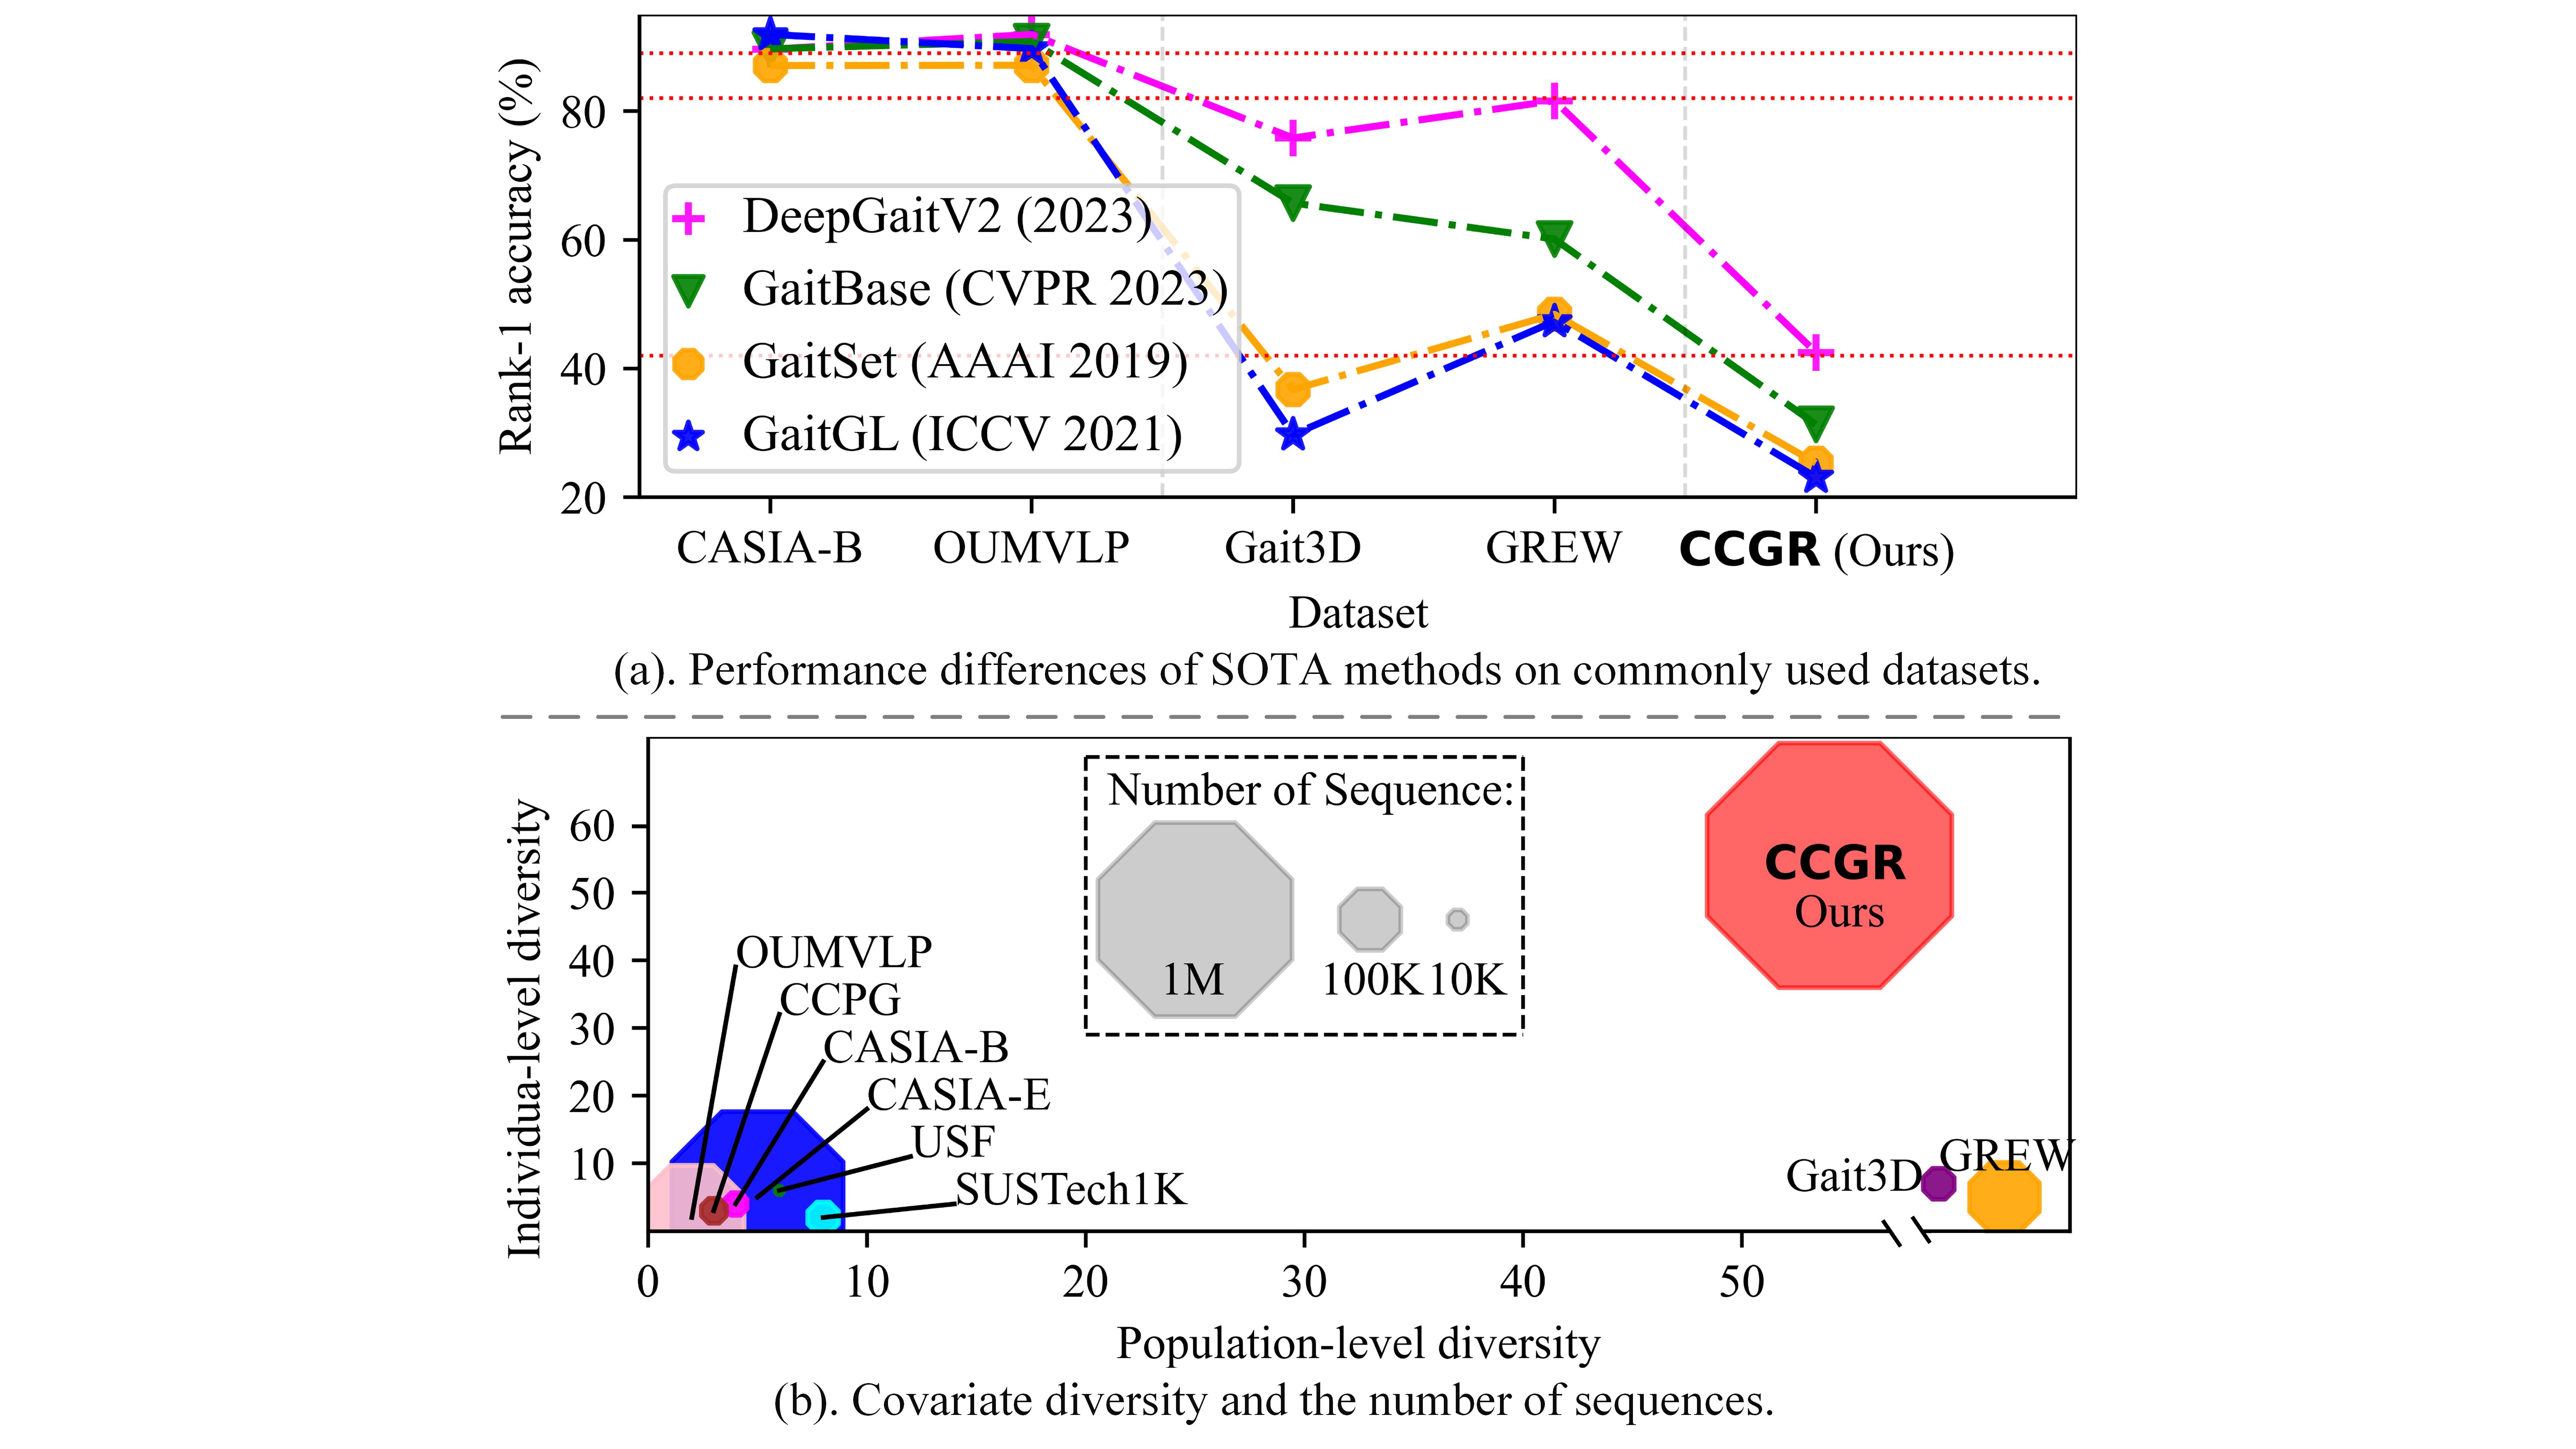 Rank-1 accuracy (%)
80
60
40
20
DeepGaitV2 (2023)
GaitBase (CVPR 2023)
GaitSet (AAAI 2019)
GaitGL (ICCV 2021)
CASIA-B
OUMVLP
Gait3D
GREW
CCGR (Ours)
Dataset
(a). Performance differences of SOTA methods on commonly used datasets.
Individua-level diversity
60
50
40
30
20
10
Number of Sequence:
1M
100K
10K
CCGR
Ours
OUMVLP
CCPG
CASIA-B
CASIA-E
USF
SUSTech1K
Gait3D
GREW
0
10
20
30
40
50
Population-level diversity
(b). Covariate diversity and the number of sequences.